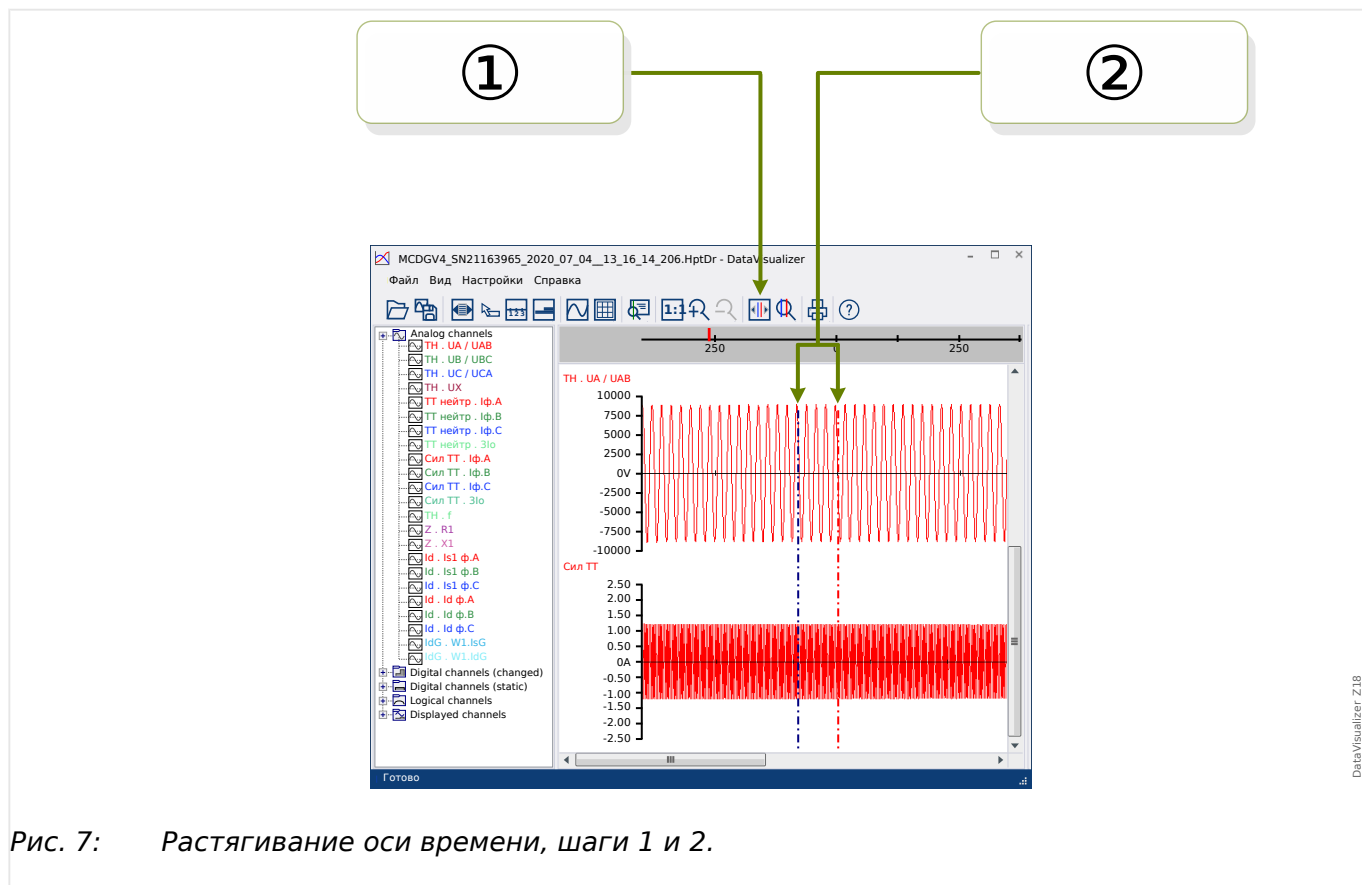 ①
②
MCDGV4_SN21163965_2020_07_04__13_16_14_206.HptDr - DataVisualizer
Файл Вид Настройки Справка
123
1:1
?
Analog channels
ТН . UA / UAB
ТН . UB / UBC
ТН . UC / UCA
ТН . UX
ТТ нейтр . Iф.A
ТТ нейтр . Iф.B
ТТ нейтр . Iф.C
ТТ нейтр . 3Io
Сил ТТ . Iф.A
Сил ТТ . Iф.B
Сил ТТ . Iф.C
Сил ТТ . 3Io
ТН . f
Z . R1
Z . X1
Id . Is1 ф.A
Id . Is1 ф.B
Id . Is1 ф.C
Id . Id ф.A
Id . Id ф.B
Id . Id ф.C
IdG . W1.IsG
IdG . W1.IdG
Digital channels (changed)
Digital channels (static)
Logical channels
Displayed channels
250 0 250
ТН . UA / UAB
10000
7500
5000
2500
0V
-2500
-5000
-7500
-10000
Сил ТТ
2.50
2.00
1.50
1.00
0.50
0A
-0.50
-1.00
-1.50
-2.00
-2.50
Готово
DataVisualizer Z18
Рис. 7: Растягивание оси времени, шаги 1 и 2.